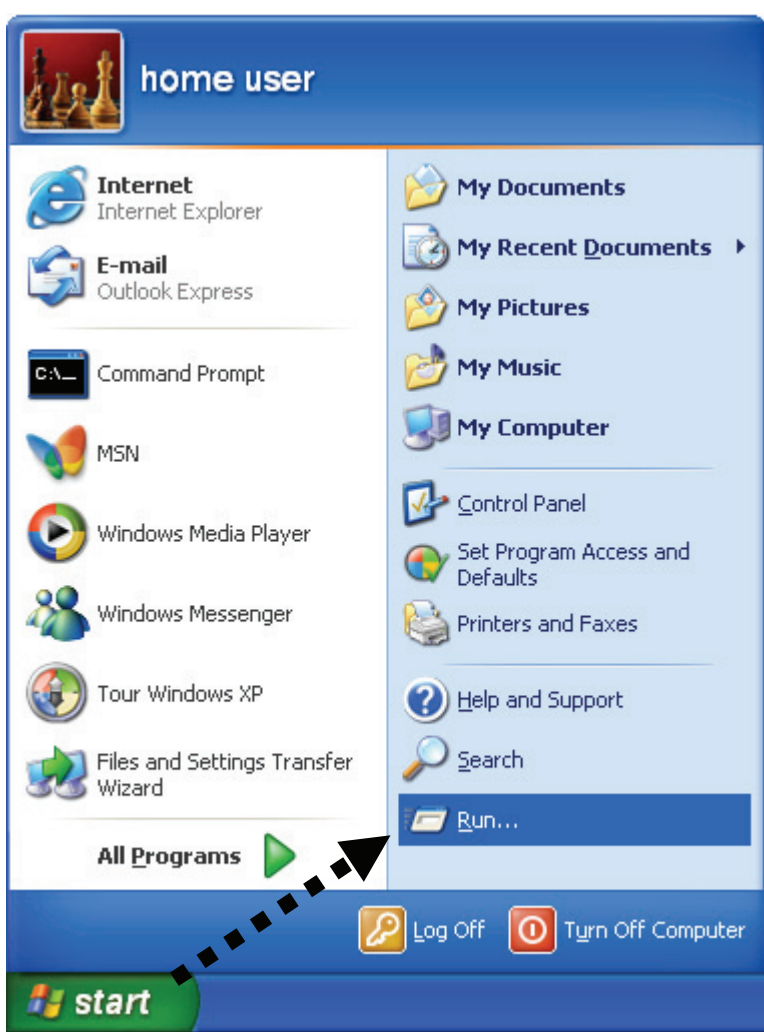 home user
Internet
Internet Explorer
E-mail
Outlook Express
C:\_
Command Prompt
MSN
Windows Media Player
Windows Messenger
Tour Windows XP
Files and Settings Transfer
Wizard
All Programs
My Documents
My Recent Documents
My Pictures
My Music
My Computer
Control Panel
Set Program Access and
Defaults
Printers and Faxes
Help and Support
Search
Run...
Log Off
Turn Off Computer
start